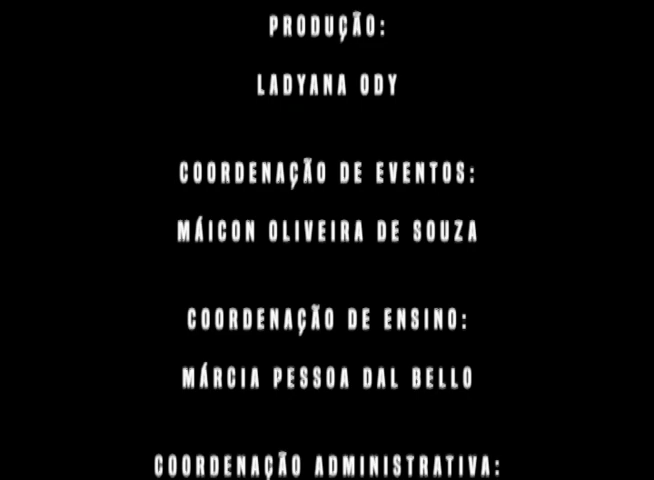 PRODUÇÃO:
LADYANA ODY
COORDENAÇÃO DE EVENTOS:
MÁICON OLIVEIRA DE SOUZA
COORDENAÇÃO DE ENSINO:
MÁRCIA PESSOA DAL BELLO
COORDENAÇÃO ADMINISTRATIVA: